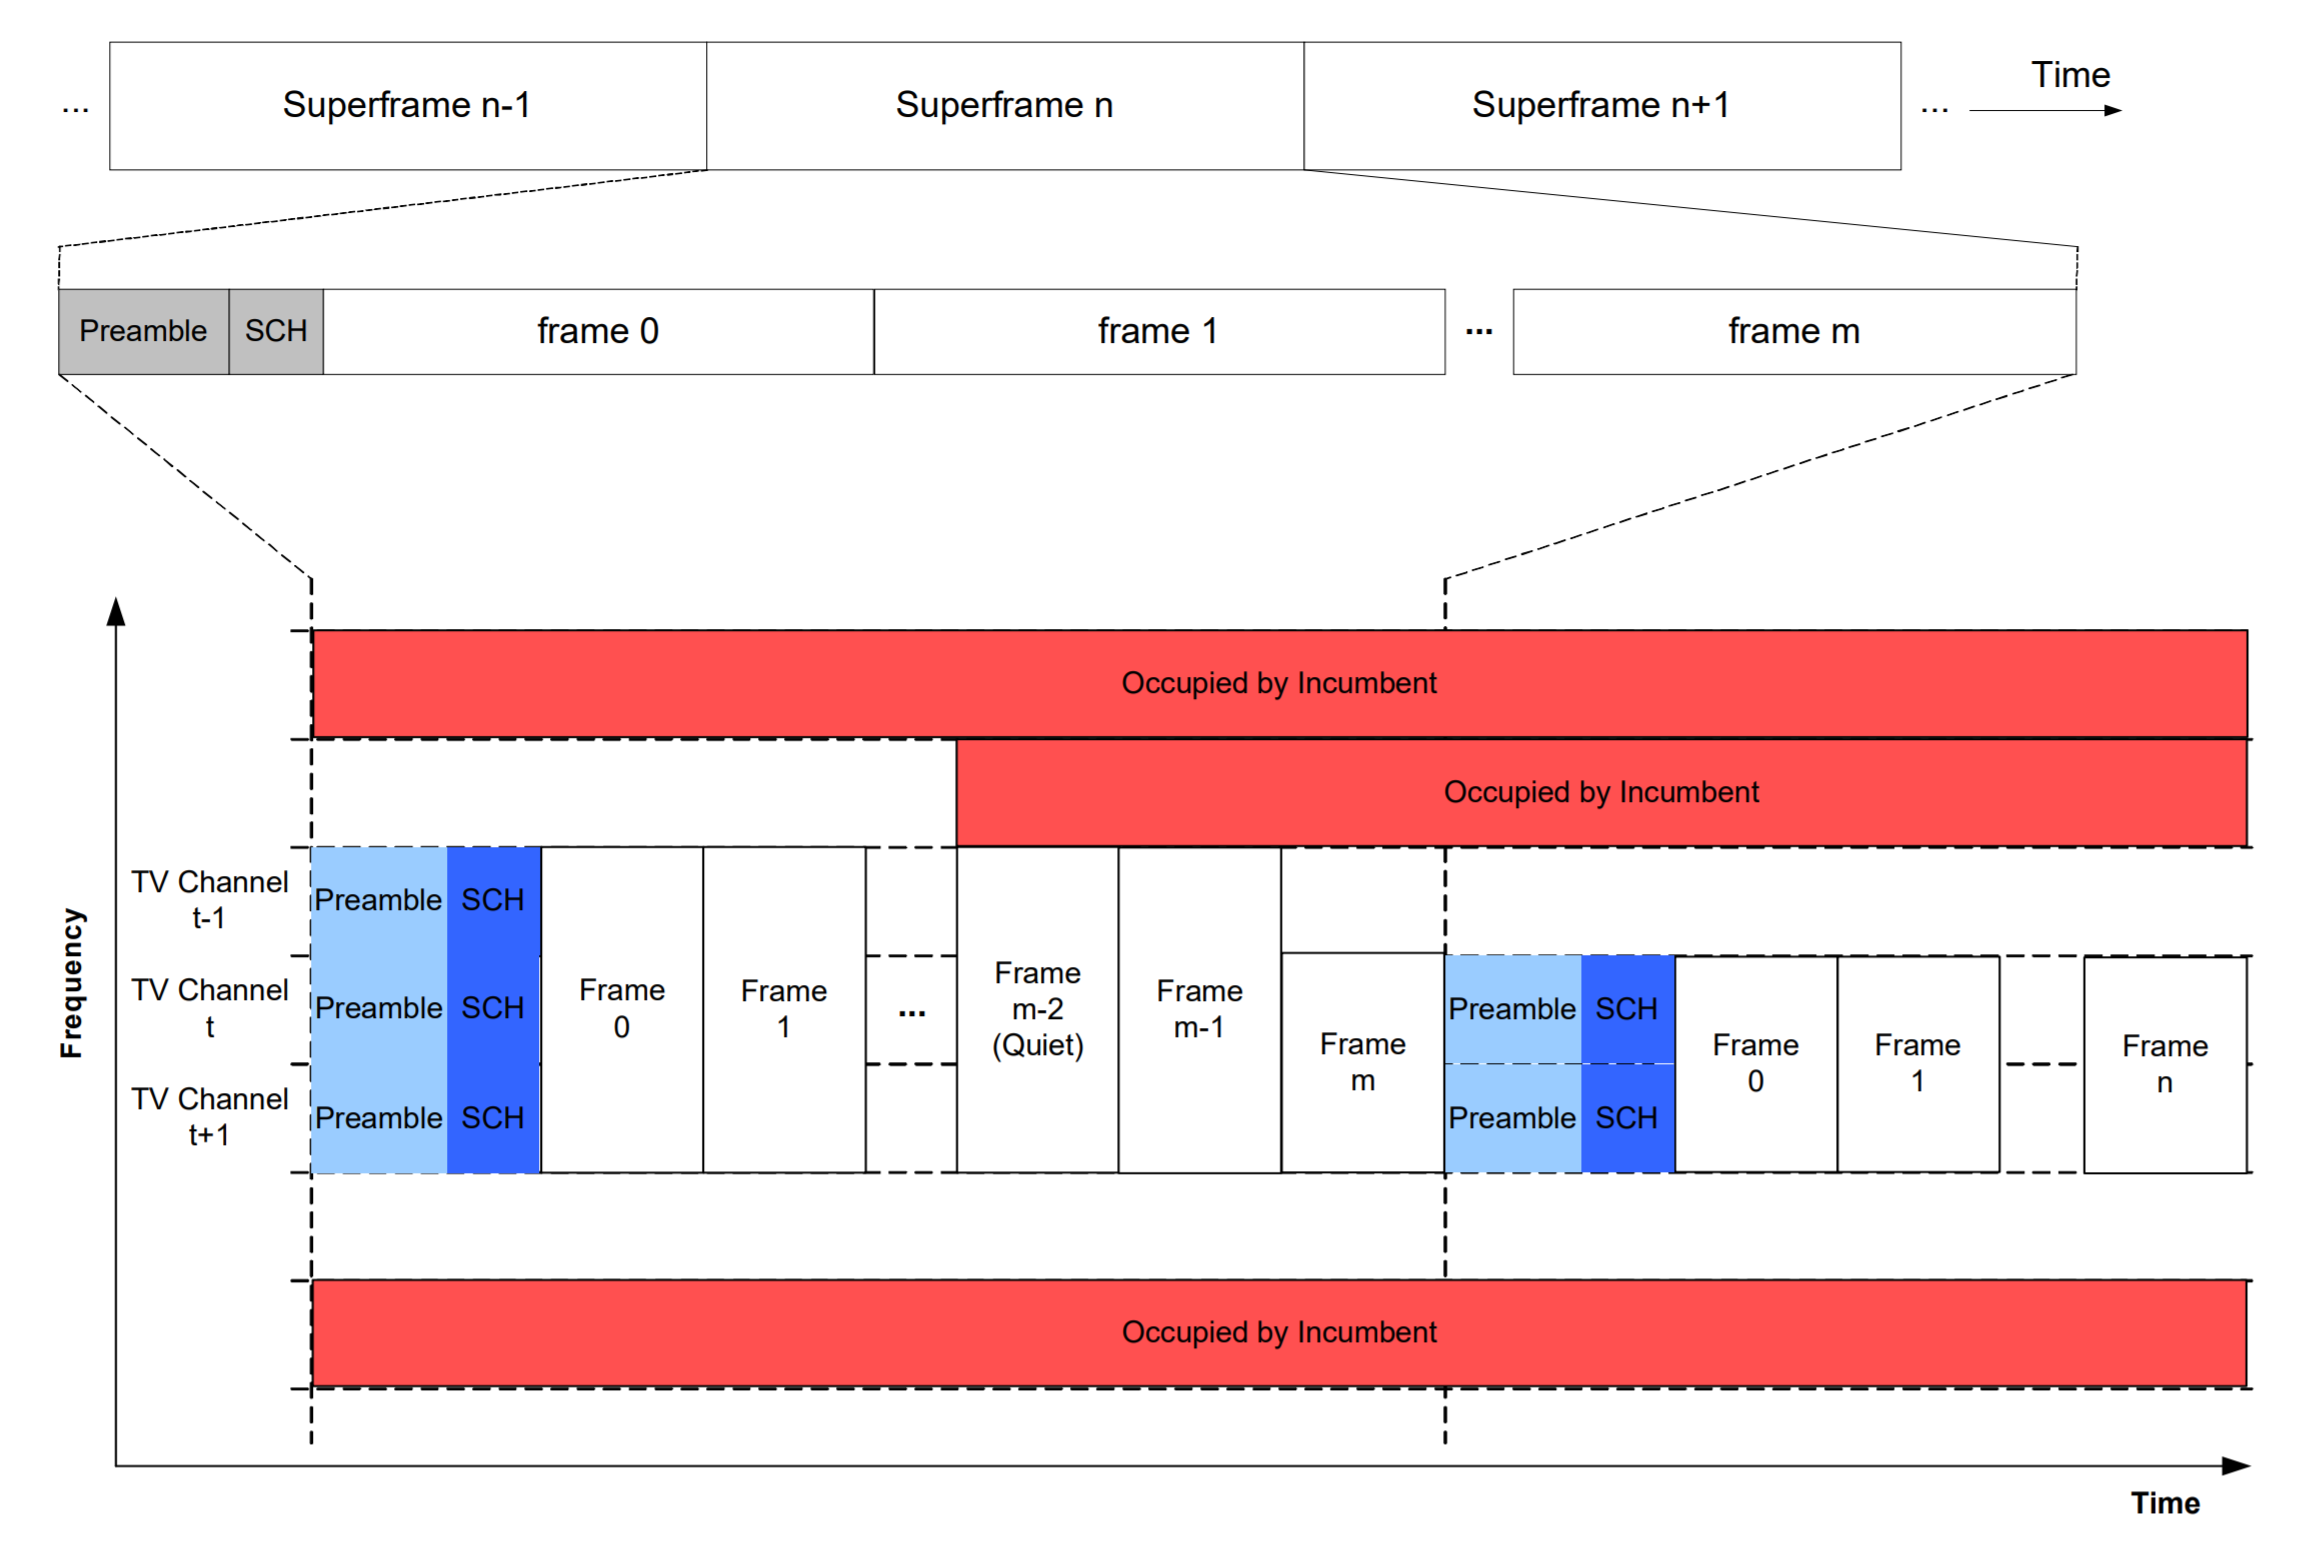 ... Superframe n-1 Superframe n Superframe n+1 ... Time
Preamble SCH frame 0 frame 1 ... frame m
Occupied by Incumbent
Occupied by Incumbent
Frequency
TV Channel
t-1
Preamble SCH
TV Channel
t
Preamble SCH
TV Channel
t+1
Preamble SCH
Frame
0
Frame
1
...
Frame
m-2
(Quiet)
Frame
m-1
Frame
m
Preamble SCH
Preamble SCH
Frame
0
Frame
1
Frame
n
Occupied by Incumbent
Time